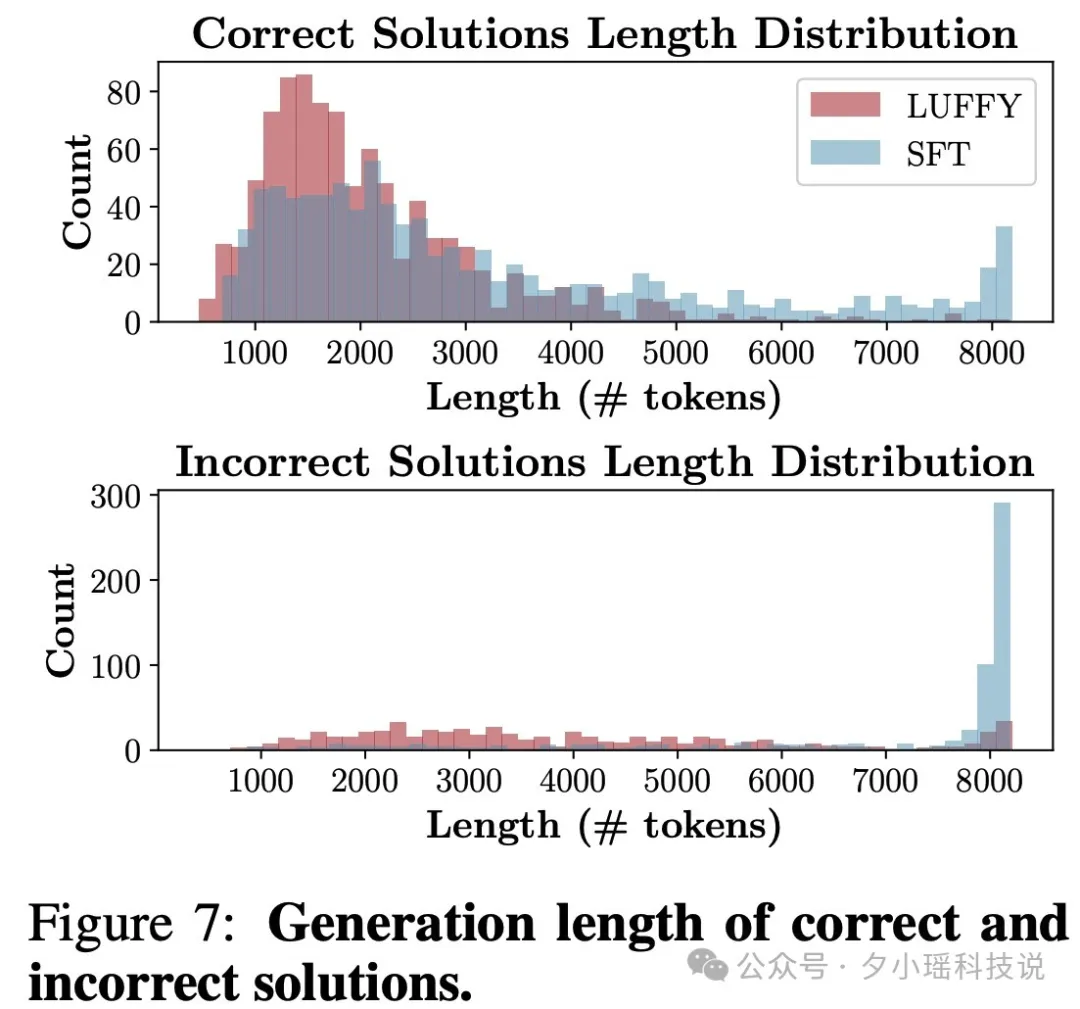 Correct Solutions Length Distribution
80
60
40
20
0
Count
LUFFY
SFT
1000 2000 3000 4000 5000 6000 7000 8000
Length (# tokens)
Incorrect Solutions Length Distribution
300
200
100
0
Count
1000 2000 3000 4000 5000 6000 7000 8000
Length (# tokens)
Figure 7: Generation length of correct and
incorrect solutions.
公众号 · 夕小瑶科技说